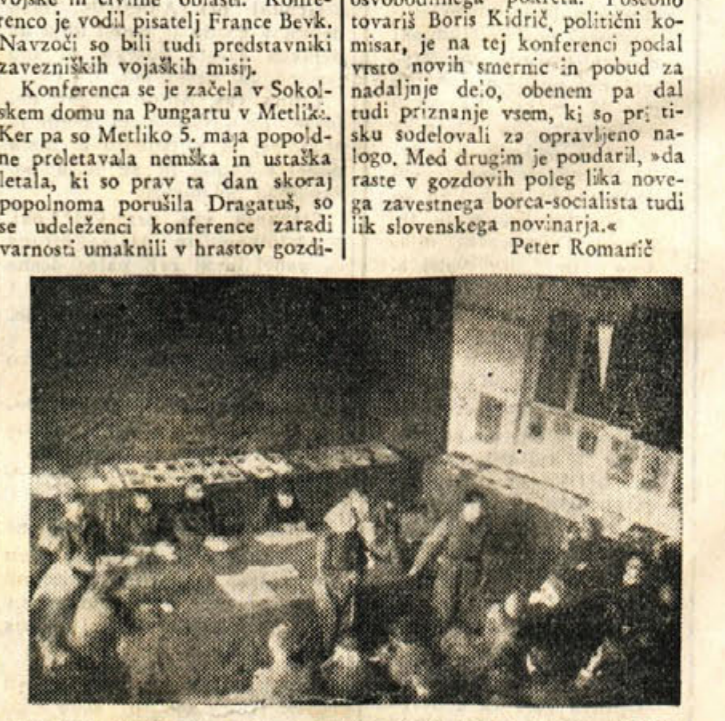 vojske in civilne oblasti. Konfe-
renco je vodil pisatelj France Bevk.
Navzoči so bili tudi predstavniki
zavezniških vojaških misij.
Konferenca se je začela v Sokol-
skem domu na Pungartu v Metliki.
Ker pa so Metliko 5. maja popold-
ne preletavala nemška in ustaška
letala, ki so prav ta dan skoraj
popolnoma porušila Dragatuš, so
se udeleženci konference zaradi
varnosti umaknili v hrastov gozdi-
osvobodilnega pokreta. Posebno
tovariš Boris Kidrič, politični ko-
misar, je na tej konferenci podal
vrsto novih smernic in pobud za
nadaljnje delo, obenem pa dal
tudi priznanje vsem, ki so pri ti-
sku sodelovali za opravljeno na-
logo. Med drugim je poudaril, »da
raste v gozdovih poleg lika nove-
ga zavestnega borca-socialista tudi
lik slovenskega novinarja.«
Peter Romanič